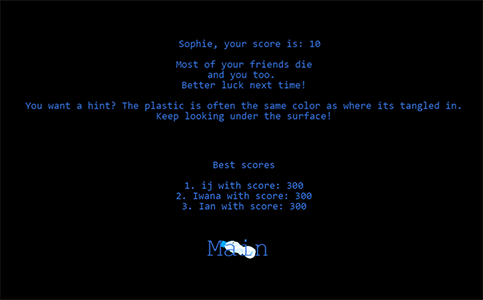 Sophie, your score is: 10
Most of your friends die
and you too.
Better luck next time!
You want a hint? The plastic is often the same color as where its tangled in.
Keep looking under the surface!
Best scores
1. ij with score: 300
2. Iwana with score: 300
3. Ian with score: 300
Main